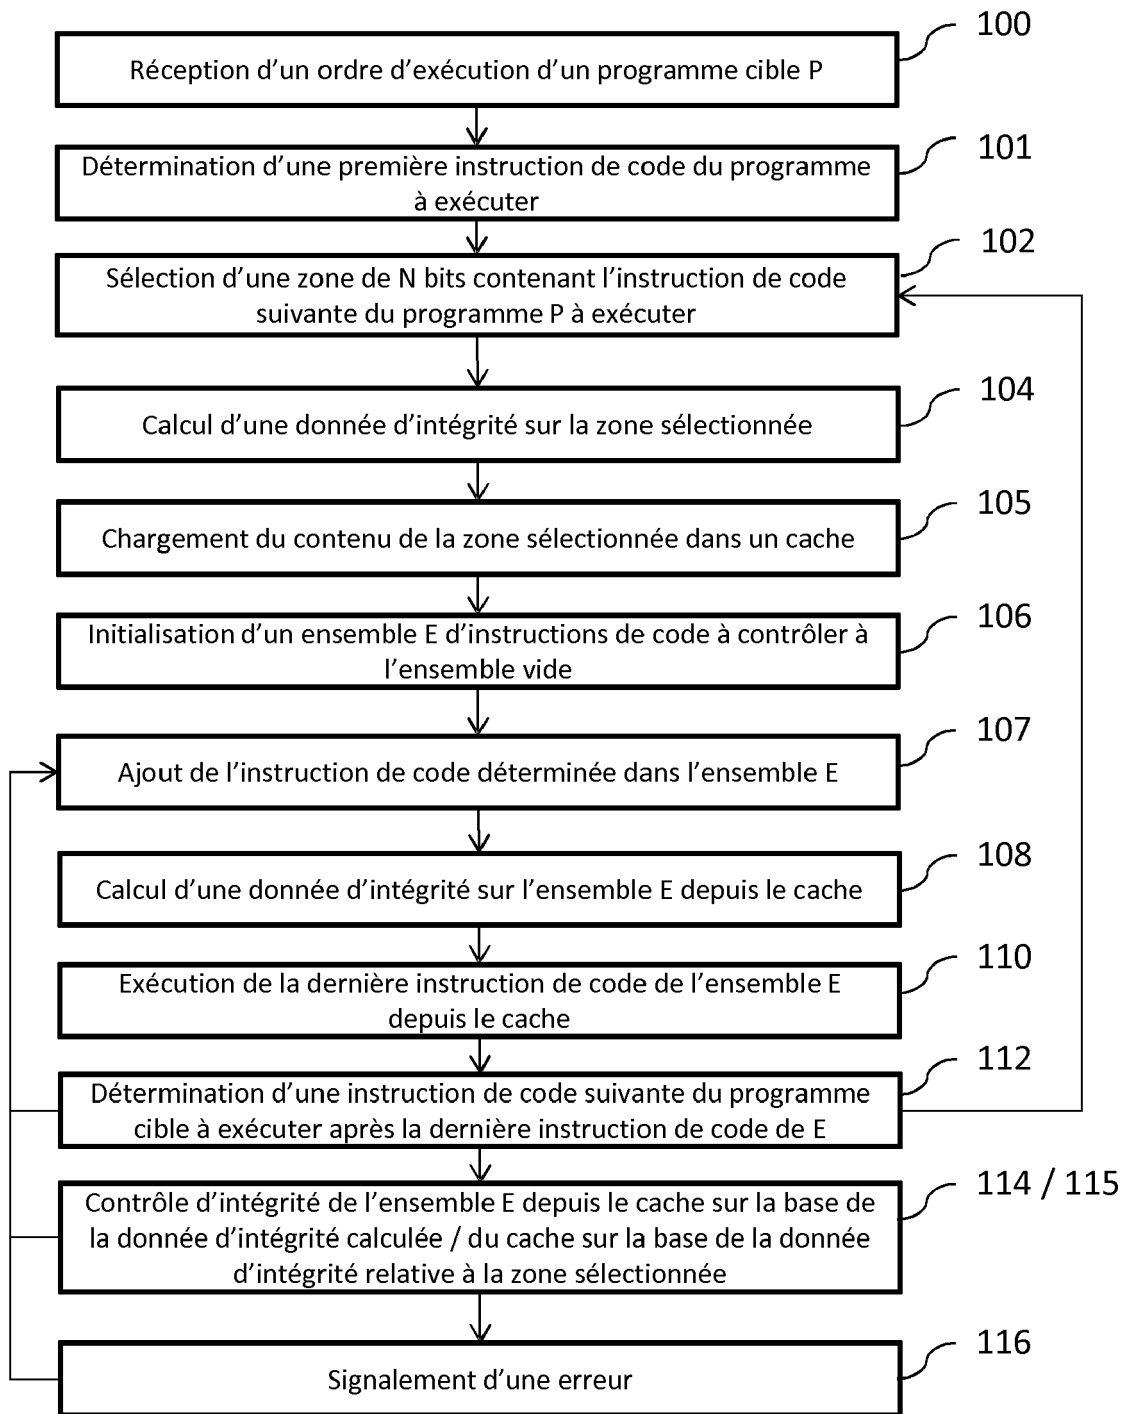 100
Réception d'un ordre d'exécution d'un programme cible P
101
Détermination d'une première instruction de code du programme
à exécuter
102
Sélection d'une zone de N bits contenant l'instruction de code
suivante du programme P à exécuter
104
Calcul d'une donnée d'intégrité sur la zone sélectionnée
105
Chargement du contenu de la zone sélectionnée dans un cache
106
Initialisation d'un ensemble E d'instructions de code à contrôler à
l'ensemble vide
107
Ajout de l'instruction de code déterminée dans l'ensemble E
108
Calcul d'une donnée d'intégrité sur l'ensemble E depuis le cache
110
Exécution de la dernière instruction de code de l'ensemble E
depuis le cache
112
Détermination d'une instruction de code suivante du programme
cible à exécuter après la dernière instruction de code de E
114 / 115
Contrôle d'intégrité de l'ensemble E depuis le cache sur la base de
la donnée d'intégrité calculée / du cache sur la base de la donnée
d'intégrité relative à la zone sélectionnée
116
Signalement d'une erreur